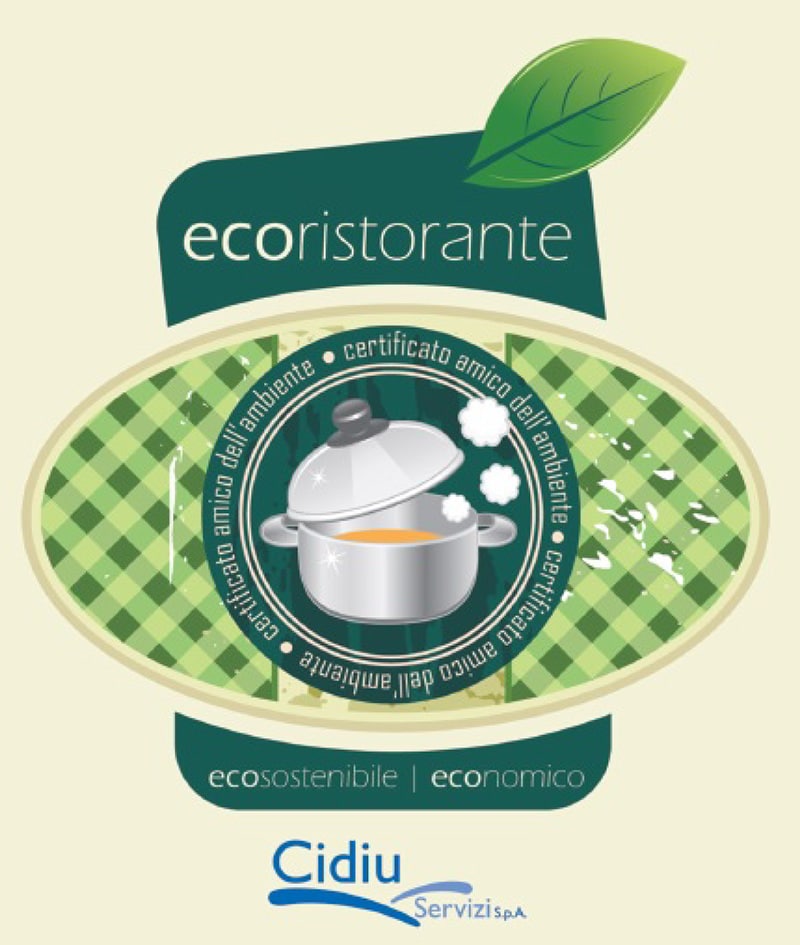 ecoristorante
certificato amico dell'ambiente • certificato amico dell'ambiente • certificato amico dell'ambiente •
ecosostenibile | economico
Cidiu
Servizi S.p.A.